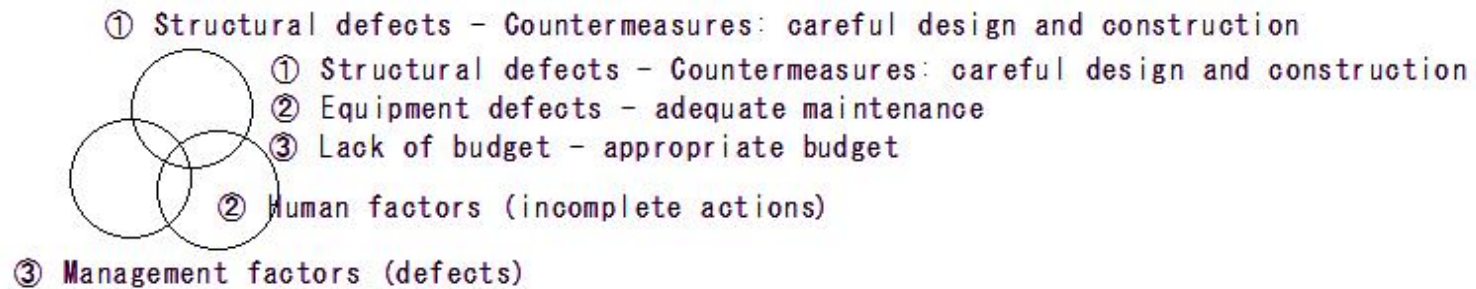 ① Structural defects - Countermeasures: careful design and construction
① Structural defects - Countermeasures: careful design and construction
② Equipment defects - adequate maintenance
③ Lack of budget - appropriate budget
② Human factors (incomplete actions)
③ Management factors (defects)